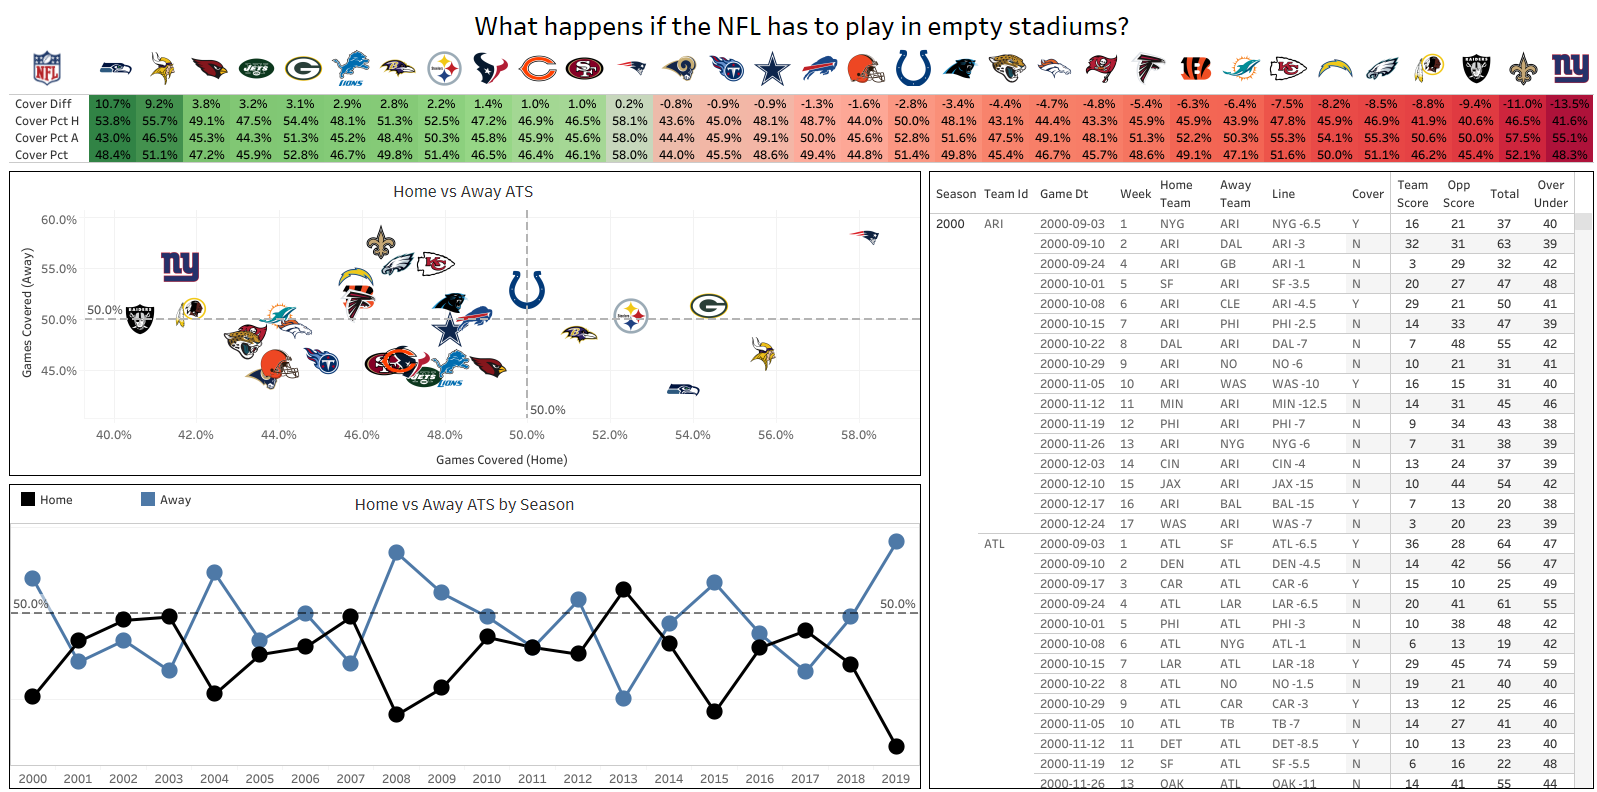 What happens if the NFL has to play in empty stadiums?
Cover Diff 10.7% 9.2% 3.8% 3.2% 3.1% 2.9% 2.8% 2.2% 1.4% 1.0% 1.0% 0.2% -0.8% -0.9% -0.9% -1.3% -1.6% -2.8% -3.4% -4.4% -4.7% -4.8% -5.4% -6.3% -6.4% -7.5% -8.2% -8.5% -8.8% -9.4% -11.0% -13.5%
Cover Pct H 53.8% 55.7% 49.1% 47.5% 54.4% 48.1% 51.3% 52.5% 47.2% 46.9% 46.5% 58.1% 43.6% 45.9% 48.1% 48.7% 44.0% 50.0% 48.1% 43.1% 44.4% 43.3% 45.9% 45.9% 43.9% 47.8% 45.9% 46.9% 41.9% 40.6% 46.5% 41.6%
Cover Pct A 43.0% 46.5% 45.3% 44.3% 51.3% 45.2% 48.4% 50.3% 45.8% 45.9% 45.6% 58.0% 44.4% 45.0% 49.1% 50.0% 45.6% 52.8% 51.6% 47.5% 49.1% 48.1% 51.3% 52.2% 50.3% 55.3% 54.1% 55.3% 50.6% 50.0% 57.5% 55.1%
Cover Pct 48.4% 51.1% 47.2% 45.9% 52.8% 46.7% 49.8% 51.4% 46.5% 46.4% 46.1% 58.0% 44.0% 45.5% 48.6% 49.4% 44.8% 51.4% 49.8% 45.4% 46.7% 45.7% 48.6% 49.1% 47.1% 51.6% 50.0% 51.1% 46.2% 45.4% 52.1% 48.3%
Home vs Away ATS
Games Covered (Away)
60.0%
55.0%
50.0%
45.0%
50.0%
50.0%
40.0% 42.0% 44.0% 46.0% 48.0% 50.0% 52.0% 54.0% 56.0% 58.0%
Games Covered (Home)
Home Away
Home vs Away ATS by Season
50.0% 50.0%
2000 2001 2002 2003 2004 2005 2006 2007 2008 2009 2010 2011 2012 2013 2014 2015 2016 2017 2018 2019
Season Team Id Game Dt Week Home Team Away Team Line Cover Team Score Opp Score Total Over Under
2000 ARI 2000-09-03 1 NYG ARI NYG -6.5 Y 16 21 37 40
2000-09-10 2 ARI DAL ARI -3 N 32 31 63 39
2000-09-24 4 ARI GB ARI -1 N 3 29 32 42
2000-10-01 5 SF ARI SF -3.5 N 20 27 47 48
2000-10-08 6 ARI CLE ARI -4.5 Y 29 21 50 41
2000-10-15 7 ARI PHI PHI -2.5 N 14 33 47 39
2000-10-22 8 DAL ARI DAL -7 N 7 48 55 42
2000-10-29 9 ARI NO NO -6 N 10 21 31 41
2000-11-05 10 ARI WAS WAS -10 Y 16 15 31 40
2000-11-12 11 MIN ARI MIN -12.5 N 14 31 45 46
2000-11-19 12 PHI ARI PHI -7 N 9 34 43 38
2000-11-26 13 ARI NYG NYG -6 N 7 31 38 39
2000-12-03 14 CIN ARI CIN -4 N 13 24 37 39
2000-12-10 15 JAX ARI JAX -15 N 10 44 54 42
2000-12-17 16 ARI BAL BAL -15 Y 7 13 20 38
2000-12-24 17 WAS ARI WAS -7 N 3 20 23 39
ATL 2000-09-03 1 ATL SF ATL -6.5 Y 36 28 64 47
2000-09-10 2 DEN ATL DEN -4.5 N 14 42 56 47
2000-09-17 3 CAR ATL CAR -6 Y 15 10 25 49
2000-09-24 4 ATL LAR LAR -6.5 N 20 41 61 55
2000-10-01 5 PHI ATL PHI -3 N 10 38 48 42
2000-10-08 6 ATL NYG ATL -1 N 6 13 19 42
2000-10-15 7 LAR ATL LAR -18 Y 29 45 74 59
2000-10-22 8 ATL NO NO -1.5 N 19 21 40 40
2000-10-29 9 ATL CAR CAR -3 Y 13 12 25 46
2000-11-05 10 ATL TB TB -7 N 14 27 41 40
2000-11-12 11 DET ATL DET -8.5 Y 10 13 23 40
2000-11-19 12 SF ATL SF -5.5 N 6 16 22 48
2000-11-26 13 OAK ATL OAK -11 N 14 41 55 44